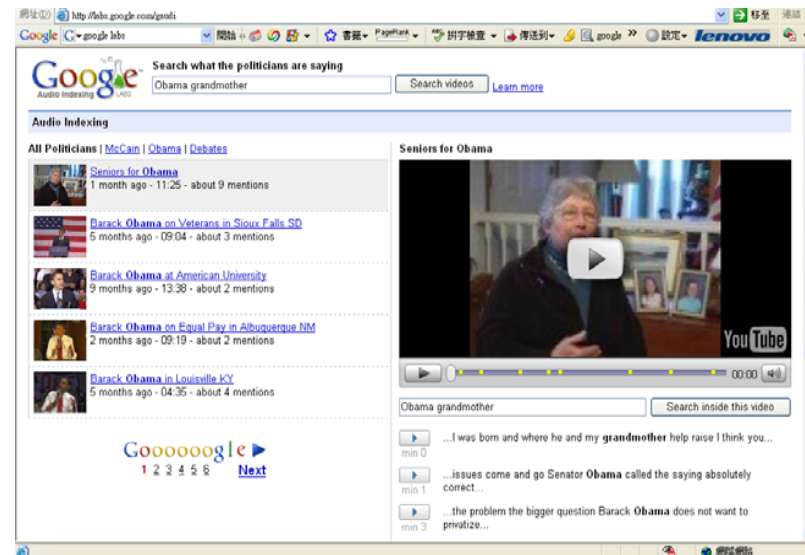 網址(D) http://labs.google.com/gaudi 移至 連結
Google google labs 開始 書籤 PageRank 拼字檢查 傳送到 google » 設定 lenovo
Google
LABS
Audio Indexing
Search what the politicians are saying
Obama grandmother Search videos Learn more
Audio Indexing
All Politicians | McCain | Obama | Debates
Seniors for Obama
1 month ago - 11:25 - about 9 mentions
Barack Obama on Veterans in Sioux Falls SD
5 months ago - 09:04 - about 3 mentions
Barack Obama at American University
9 months ago - 13:38 - about 2 mentions
Barack Obama on Equal Pay in Albuquerque NM
2 months ago - 09:19 - about 2 mentions
Barack Obama in Louisville KY
5 months ago - 04:35 - about 4 mentions
Goooooogle
1 2 3 4 5 6 Next
Seniors for Obama
YouTube
00:00
Obama grandmother Search inside this video
...I was born and where he and my grandmother help raise I think you...
min 0
...issues come and go Senator Obama called the saying absolutely
correct...
min 1
...the problem the bigger question Barack Obama does not want to
privatize...
min 3
網際網路